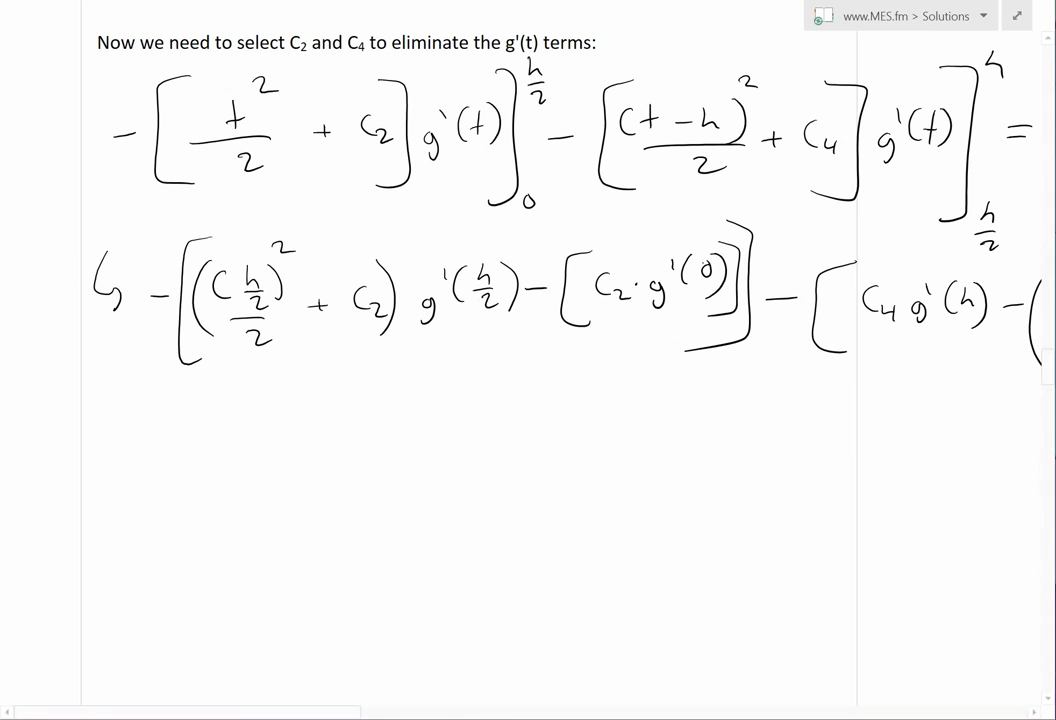 www.MES.fm > Solutions
Now we need to select C₂ and C₄ to eliminate the g'(t) terms:
- [ t²/2 + C₂ ] g'(t) ]₀^(h/2) - [ (t - h)²/2 + C₄ ] g'(t) ]_(h/2)^h =
↳ - [ ( (h/2)²/2 + C₂ ) g'(h/2) - [ C₂ · g'(0) ] ] - [ C₄ g'(h) - (